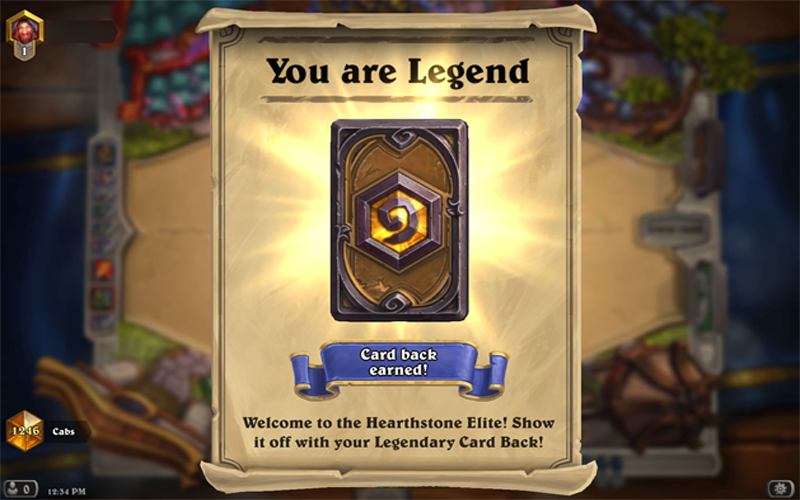 1
You are Legend
Card back
earned!
Welcome to the Hearthstone Elite! Show
it off with your Legendary Card Back!
1246
Cabs
0
12:34 PM